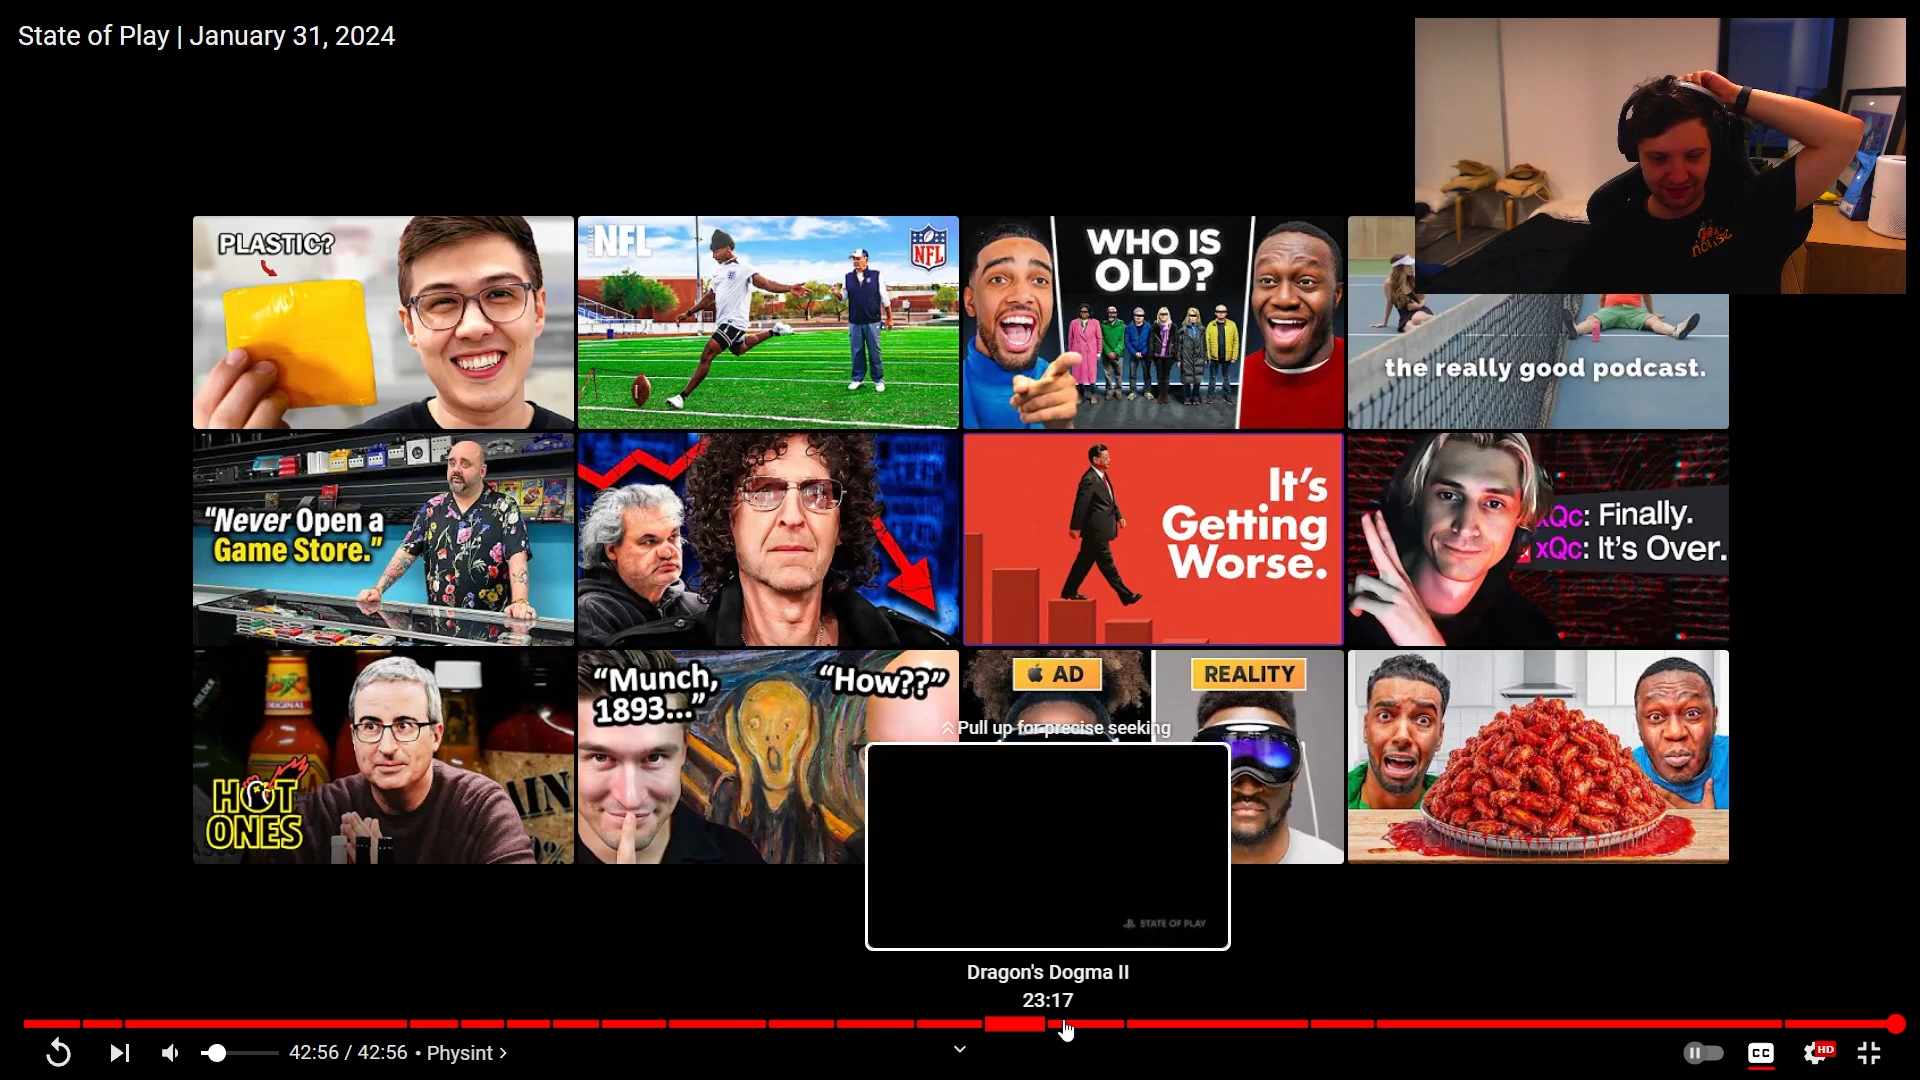 State of Play | January 31, 2024
PLASTIC?
NFL
NFL
WHO IS
OLD?
the really good podcast.
"Never Open a
Game Store."
It's
Getting
Worse.
xQc: Finally.
xQc: It's Over.
ORIGINAL
HOT
ONES
"Munch,
1893..."
"How??"
AD
REALITY
Pull up for precise seeking
STATE OF PLAY
Dragon's Dogma II
23:17
42:56 / 42:56 • Physint
CC
HD